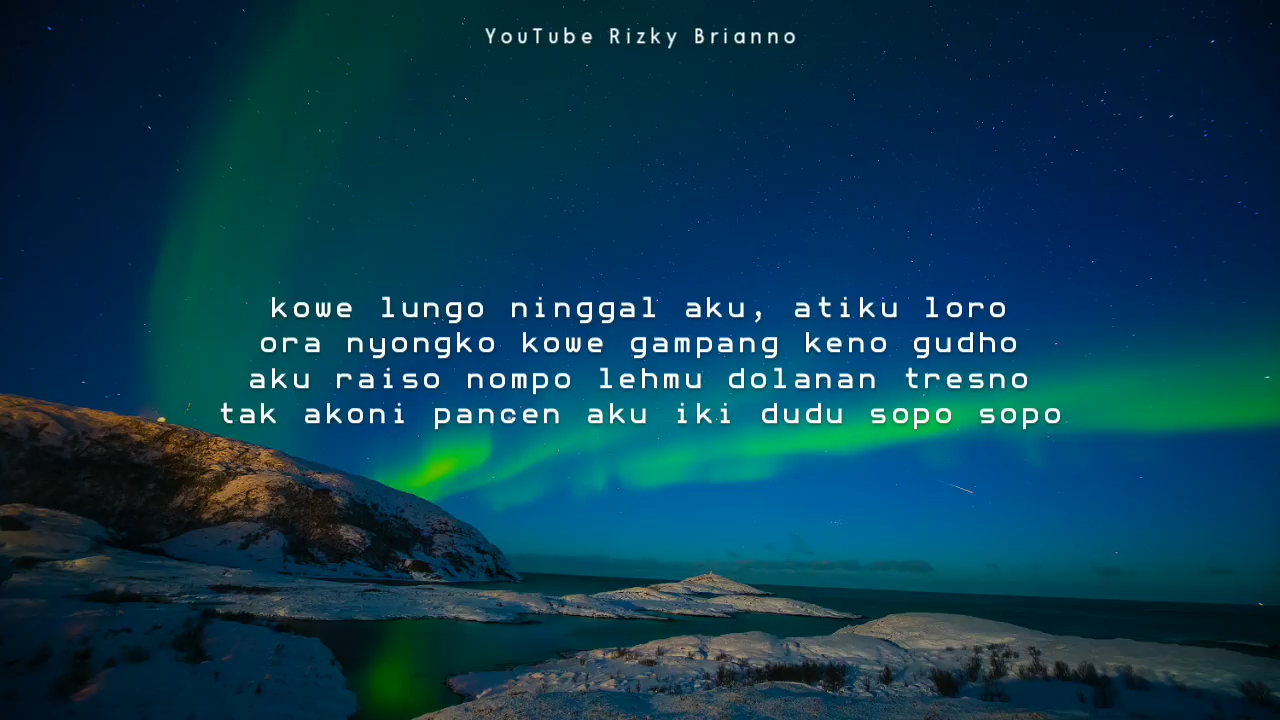 YouTube Rizky Brianno
kowe lungo ninggal aku, atiku loro
ora nyongko kowe gampang keno gudho
aku raiso nompo lehmu dolanan tresno
tak akoni pancen aku iki dudu sopo sopo